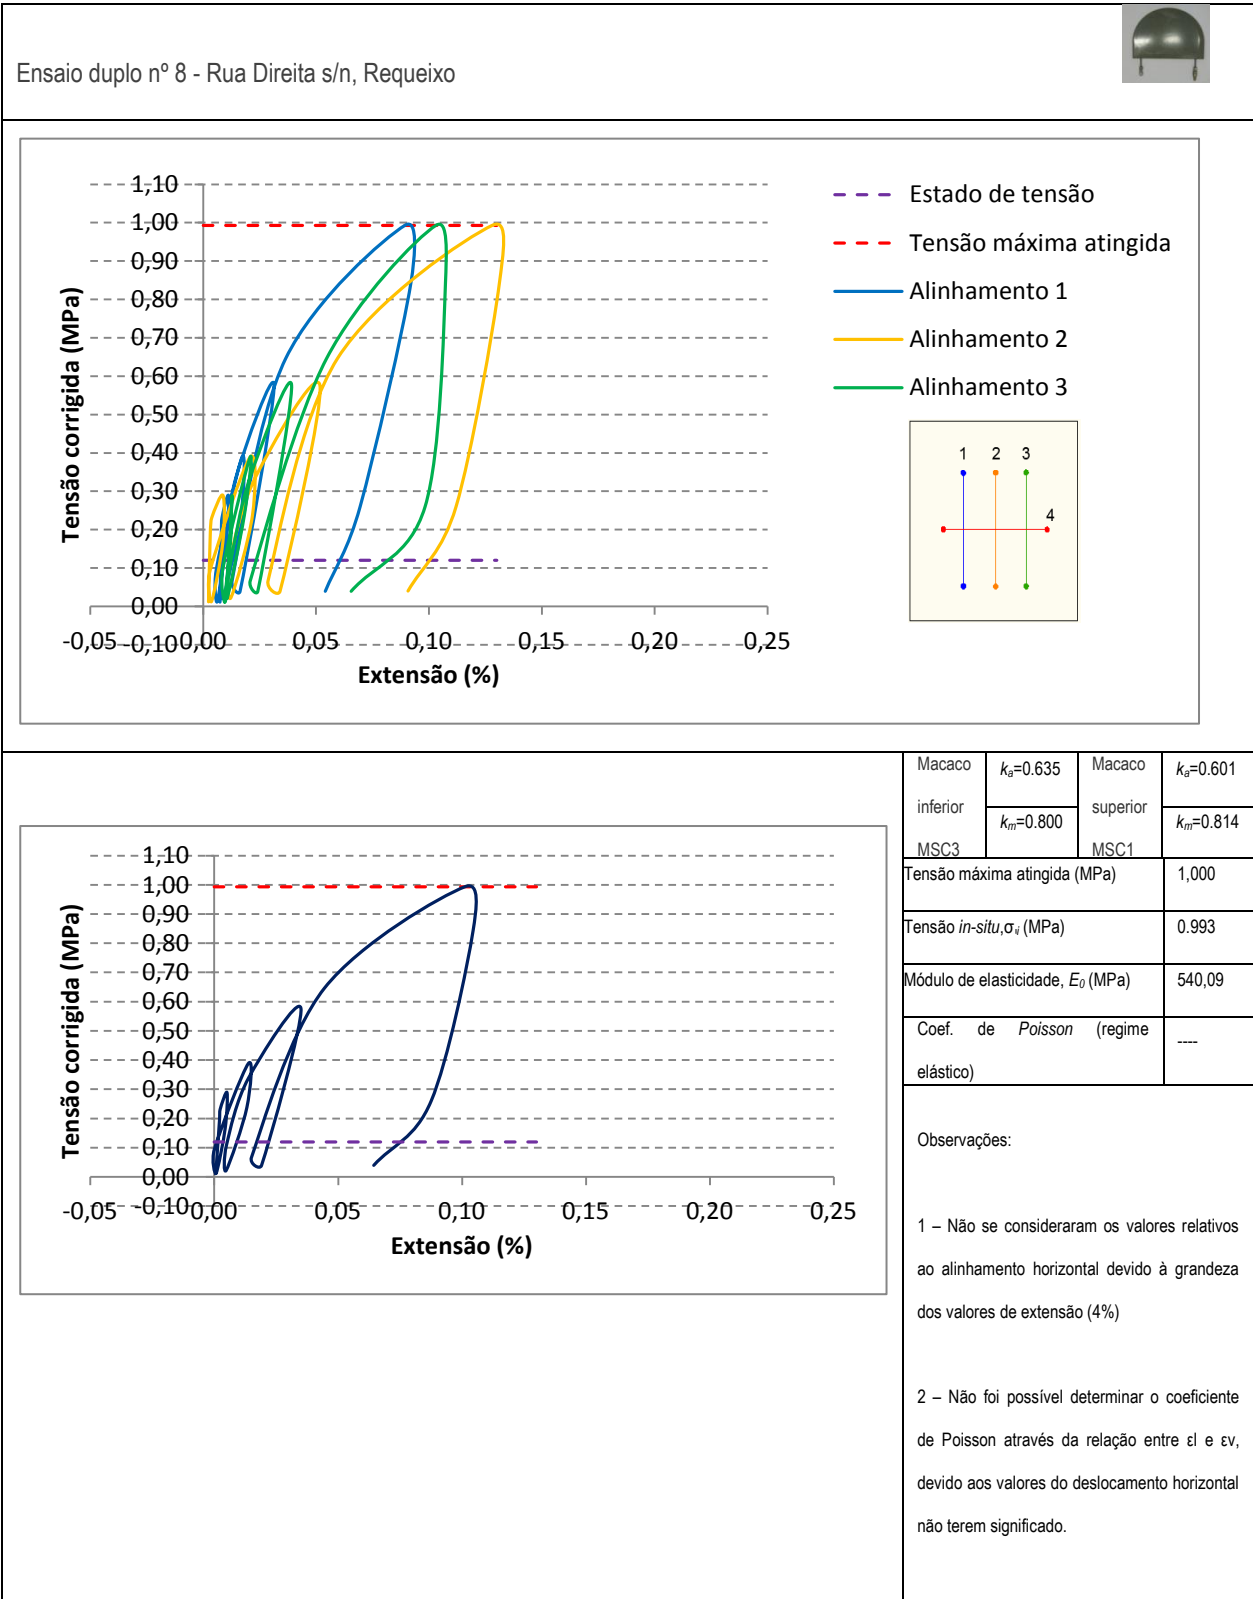 Ensaio duplo nº 8 - Rua Direita s/n, Requeixo
1,10
1,00
0,90
0,80
0,70
0,60
0,50
0,40
0,30
0,20
0,10
0,00
-0,10
-0,05 0,00 0,05 0,10 0,15 0,20 0,25
Tensão corrigida (MPa)
Extensão (%)
Estado de tensão
Tensão máxima atingida
Alinhamento 1
Alinhamento 2
Alinhamento 3
1 2 3
4
1,10
1,00
0,90
0,80
0,70
0,60
0,50
0,40
0,30
0,20
0,10
0,00
-0,10
-0,05 0,00 0,05 0,10 0,15 0,20 0,25
Tensão corrigida (MPa)
Extensão (%)
Macaco
inferior
MSC3
ka=0.635
km=0.800
Macaco
superior
MSC1
ka=0.601
km=0.814
Tensão máxima atingida (MPa) 1,000
Tensão in-situ,σvi (MPa) 0.993
Módulo de elasticidade, E0 (MPa) 540,09
Coef. de Poisson (regime
elástico) ----
Observações:
1 – Não se consideraram os valores relativos
ao alinhamento horizontal devido à grandeza
dos valores de extensão (4%)
2 – Não foi possível determinar o coeficiente
de Poisson através da relação entre εl e εv,
devido aos valores do deslocamento horizontal
não terem significado.